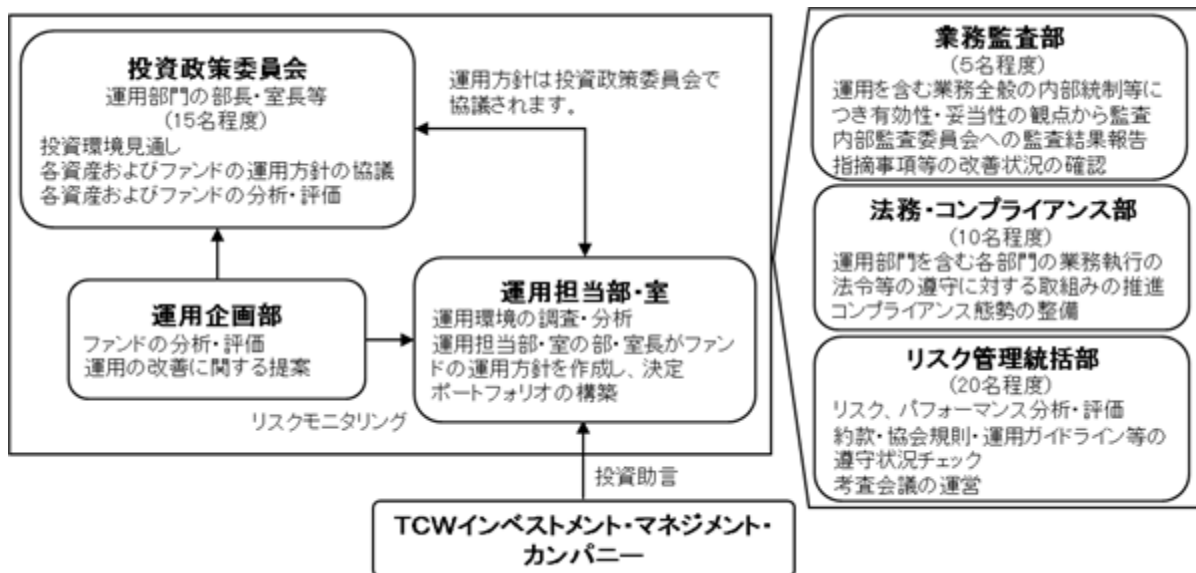 投資政策委員会
運用部門の部長・室長等
(15名程度)
投資環境見通し
各資産およびファンドの運用方針の協議
各資産およびファンドの分析・評価
運用方針は投資政策委員会で
協議されます。
運用企画部
ファンドの分析・評価
運用の改善に関する提案
リスクモニタリング
運用担当部・室
運用環境の調査・分析
運用担当部・室の部・室長がファン
ドの運用方針を作成し、決定
ポートフォリオの構築
投資助言
TCWインベストメント・マネジメント・
カンパニー
業務監査部
(5名程度)
運用を含む業務全般の内部統制等に
つき有効性・妥当性の観点から監査
内部監査委員会への監査結果報告
指摘事項等の改善状況の確認
法務・コンプライアンス部
(10名程度)
運用部門を含む各部門の業務執行の
法令等の遵守に対する取組みの推進
コンプライアンス態勢の整備
リスク管理統括部
(20名程度)
リスク、パフォーマンス分析・評価
約款・協会規則・運用ガイドライン等の
遵守状況チェック
考査会議の運営